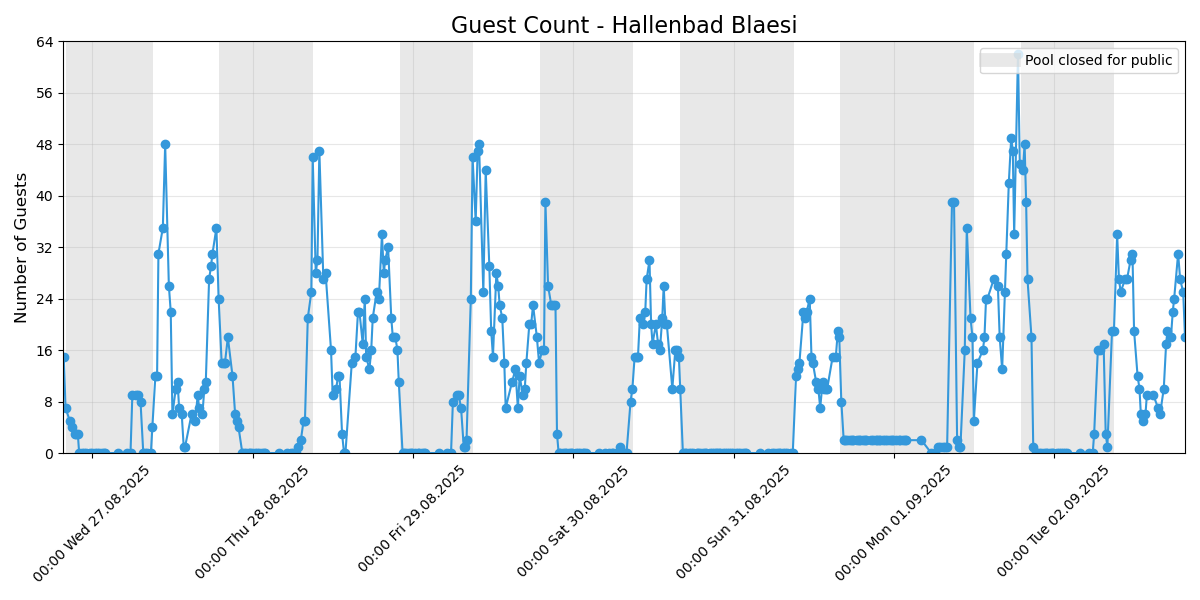 Guest Count - Hallenbad Blaesi
Pool closed for public
Number of Guests
64
56
48
40
32
24
16
8
0
00:00 Wed 27.08.2025
00:00 Thu 28.08.2025
00:00 Fri 29.08.2025
00:00 Sat 30.08.2025
00:00 Sun 31.08.2025
00:00 Mon 01.09.2025
00:00 Tue 02.09.2025